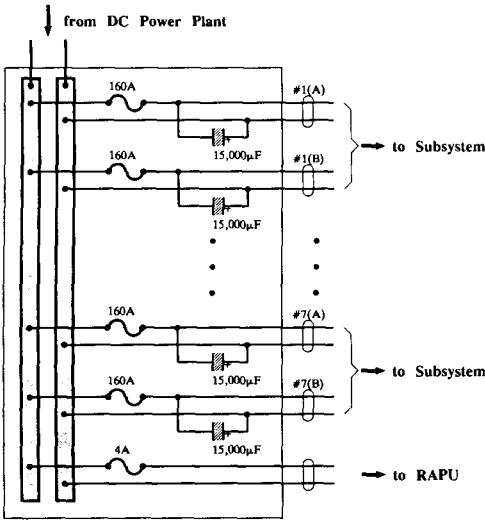 from DC Power Plant
160A
#1(A)
15,000μF
to Subsystem
160A
#1(B)
15,000μF
160A
#7(A)
15,000μF
to Subsystem
160A
#7(B)
15,000μF
4A
to RAPU